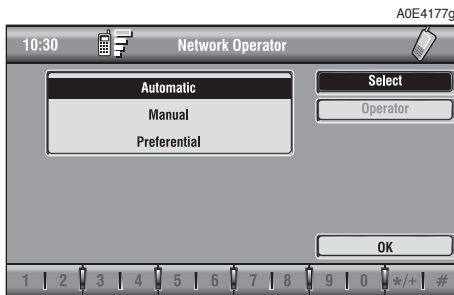 A0E4177g
10:30 Network Operator
Automatic
Manual
Preferential
Select
Operator
OK
1 2 3 4 5 6 7 8 9 0 */+ #